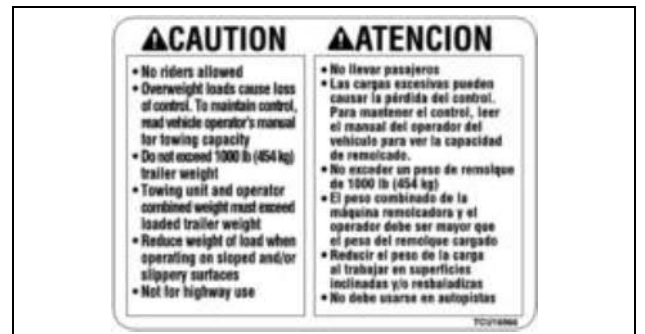 CAUTION
• No riders allowed
• Overweight loads cause loss
of control. To maintain control,
read vehicle operator's manual
for towing capacity
• Do not exceed 1000 lb (454 kg)
trailer weight
• Towing unit and operator
combined weight must exceed
loaded trailer weight
• Reduce weight of load when
operating on sloped and/or
slippery surfaces
• Not for highway use
ATENCION
• No llevar pasajeros
• Las cargas excesivas pueden
causar la pérdida del control.
Para mantener el control, leer
el manual del operador del
vehículo para ver la capacidad
de remolcado.
• No exceder un peso de remolque
de 1000 lb (454 kg)
• El peso combinado de la
máquina remolcadora y el
operador debe ser mayor que
el peso del remolque cargado
• Reducir el peso de la carga
al trabajar en superficies
inclinadas y/o resbaladizas
• No debe usarse en autopistas